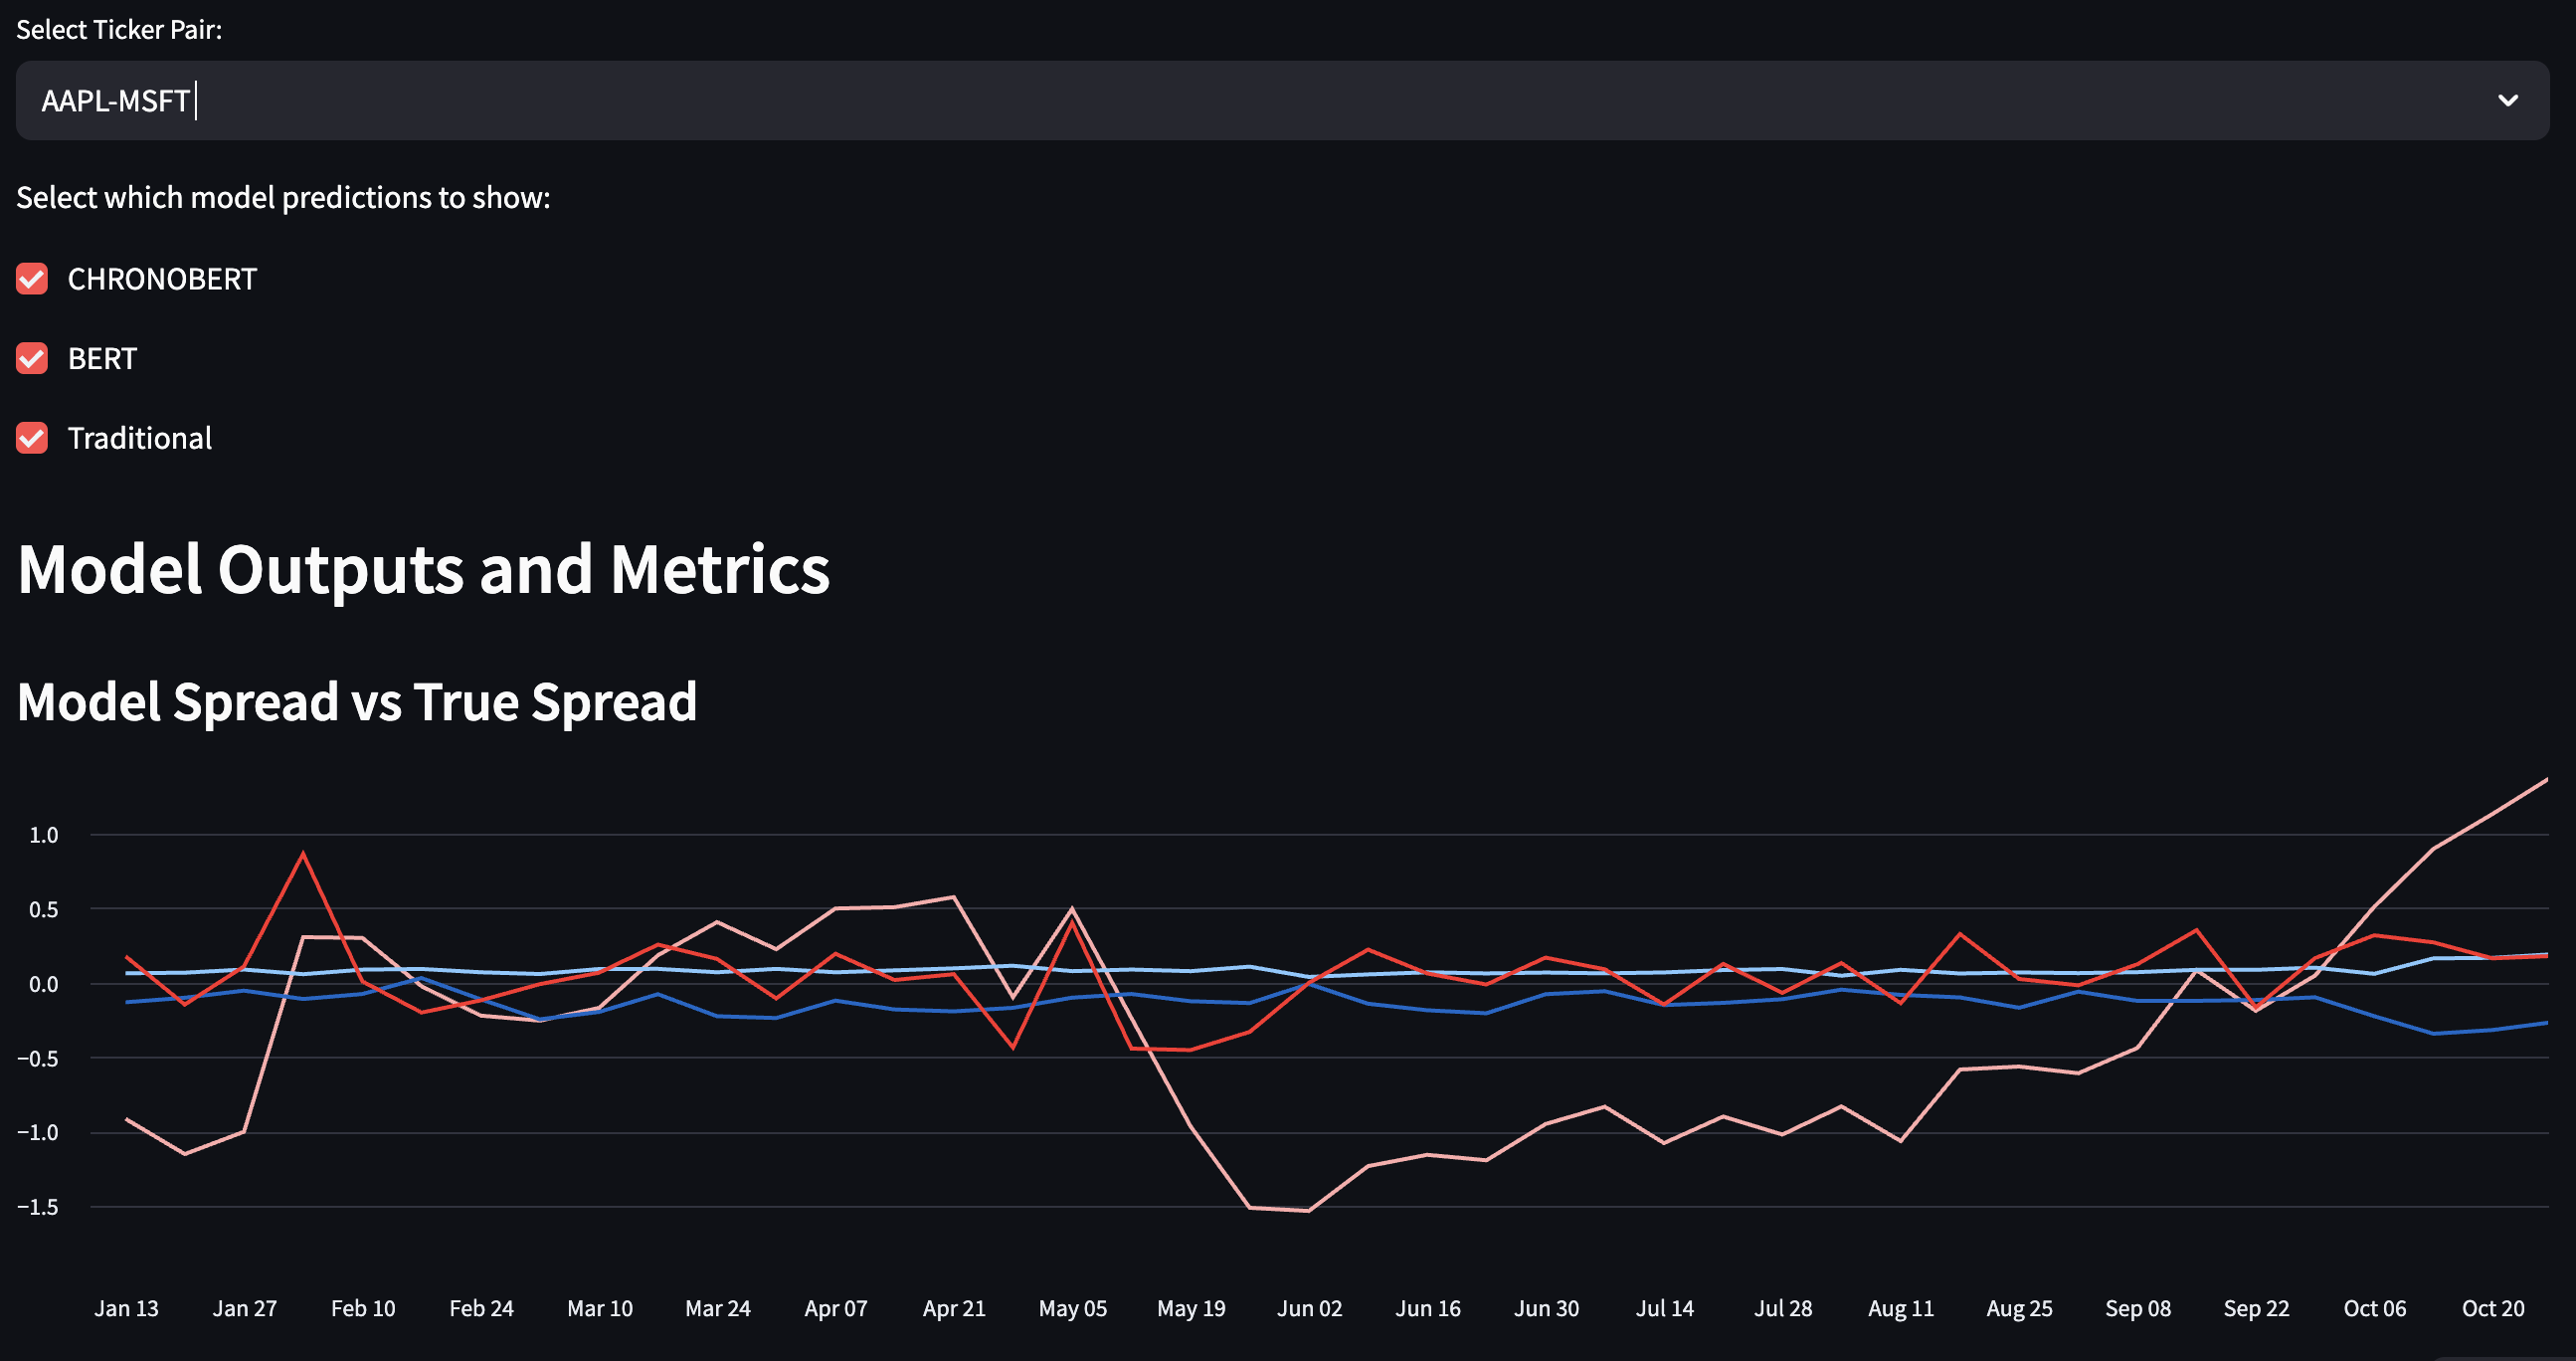 Select Ticker Pair:
AAPL-MSFT
Select which model predictions to show:
CHRONOBERT
BERT
Traditional
Model Outputs and Metrics
Model Spread vs True Spread
1.0
0.5
0.0
−0.5
−1.0
−1.5
Jan 13 Jan 27 Feb 10 Feb 24 Mar 10 Mar 24 Apr 07 Apr 21 May 05 May 19 Jun 02 Jun 16 Jun 30 Jul 14 Jul 28 Aug 11 Aug 25 Sep 08 Sep 22 Oct 06 Oct 20